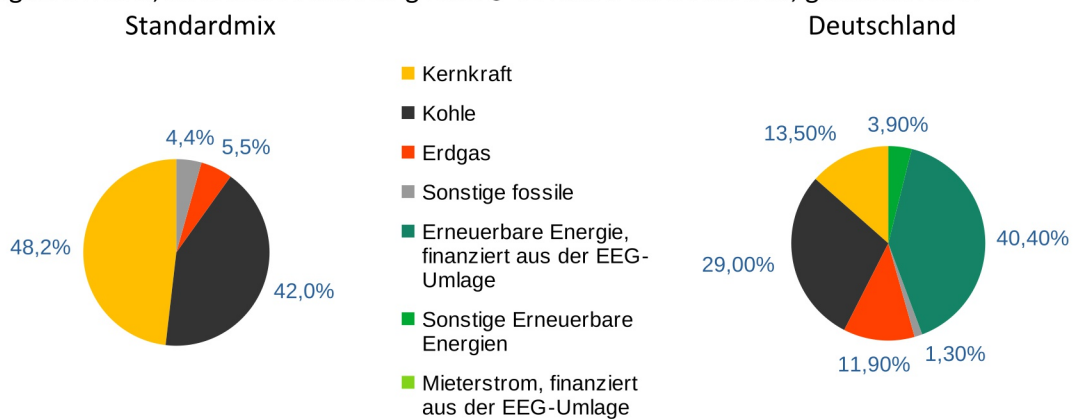 Standardmix
Deutschland
4,4%
5,5%
48,2%
42,0%
Kernkraft
Kohle
Erdgas
Sonstige fossile
Erneuerbare Energie,
finanziert aus der EEG-
Umlage
Sonstige Erneuerbare
Energien
Mieterstrom, finanziert
aus der EEG-Umlage
13,50%
3,90%
40,40%
29,00%
11,90%
1,30%